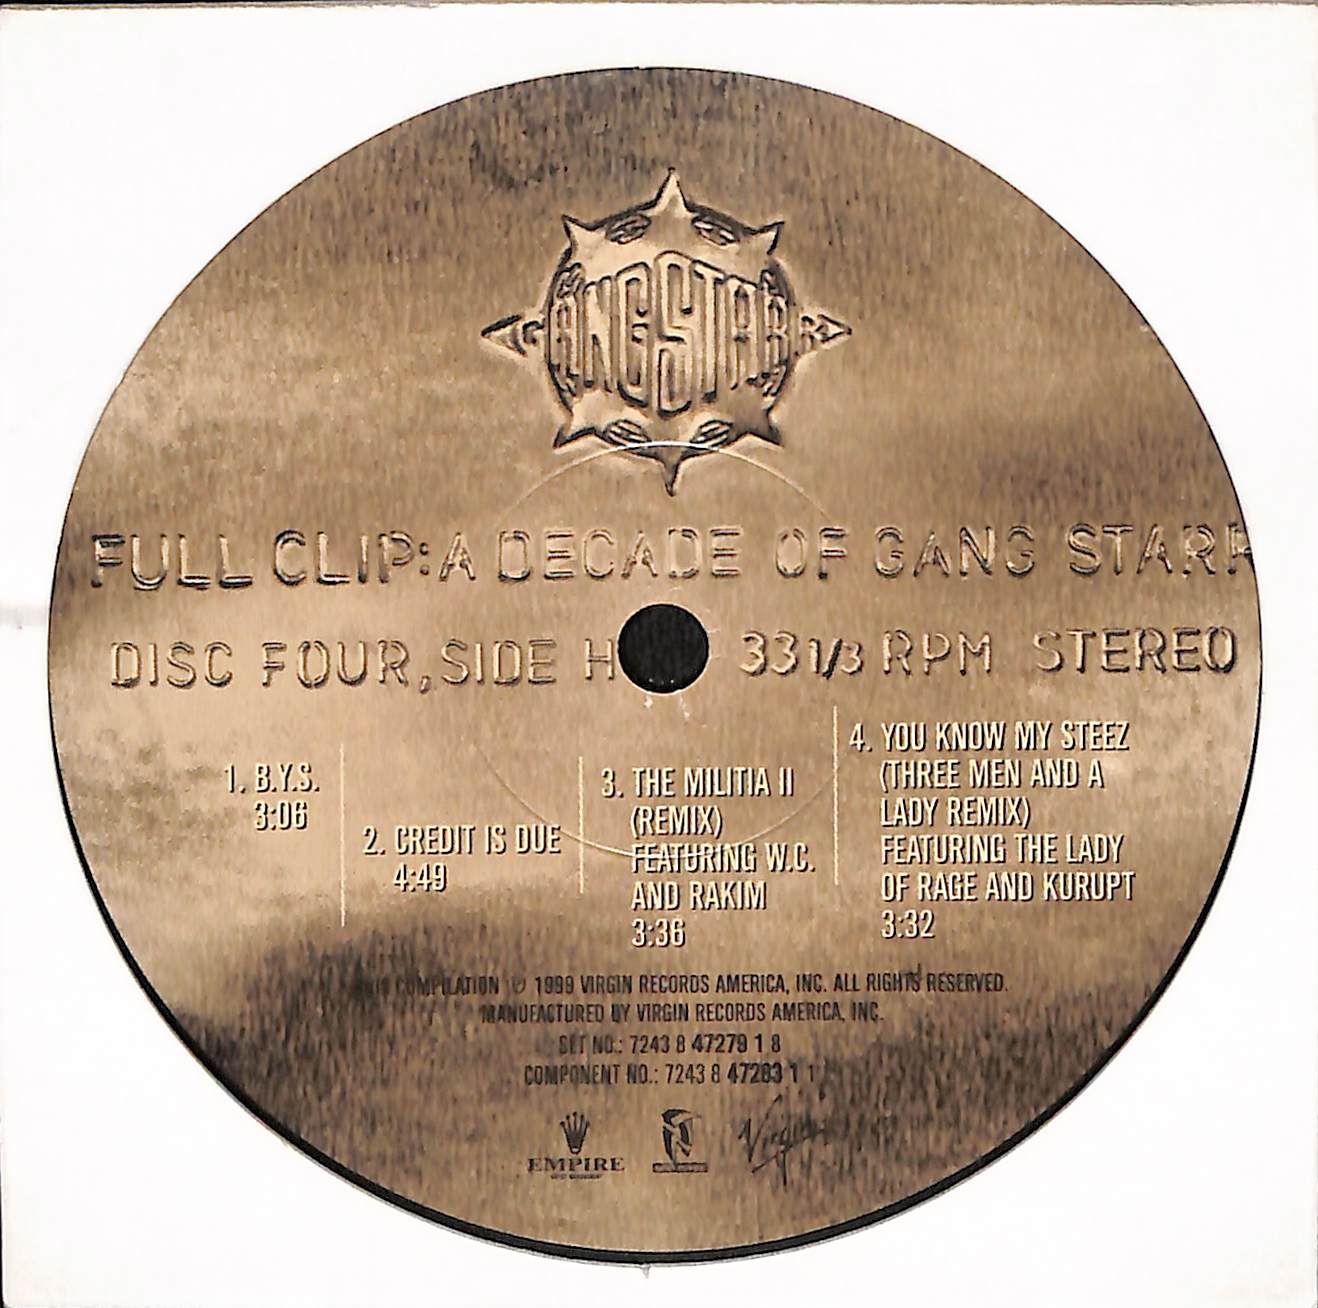 GANGSTARR
FULL CLIP: A DECADE OF GANG STARR
DISC FOUR, SIDE H 33 1/3 RPM STEREO
1. B.Y.S.
3:06
2. CREDIT IS DUE
4:49
3. THE MILITIA II
(REMIX)
FEATURING W.C.
AND RAKIM
3:36
4. YOU KNOW MY STEEZ
(THREE MEN AND A
LADY REMIX)
FEATURING THE LADY
OF RAGE AND KURUPT
3:32
THIS COMPILATION ℗ 1999 VIRGIN RECORDS AMERICA, INC. ALL RIGHTS RESERVED.
MANUFACTURED BY VIRGIN RECORDS AMERICA, INC.
SET NO.: 7243 8 47279 1 8
COMPONENT NO.: 7243 8 47283 1 1
EMPIRE
Virgin